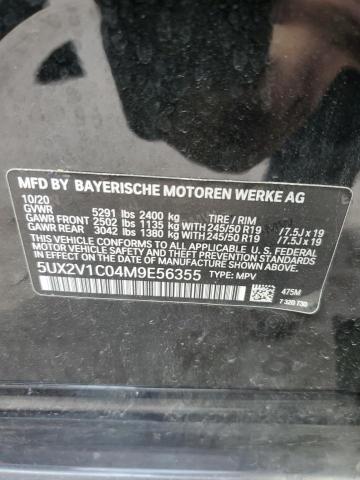 MFD BY BAYERISCHE MOTOREN WERKE AG
10/20
GVWR 5291 lbs 2400 kg TIRE / RIM
GAWR FRONT 2502 lbs 1135 kg WITH 245/50 R19 /7.5J x 19
GAWR REAR 3042 lbs 1380 kg WITH 245/50 R19 /7.5J x 19
THIS VEHICLE CONFORMS TO ALL APPLICABLE U.S. FEDERAL
MOTOR VEHICLE SAFETY AND THEFT PREVENTION STANDARDS
IN EFFECT ON THE DATE OF MANUFACTURE SHOWN ABOVE.
5UX2V1C04M9E56355 TYPE: MPV
475M
7 320 730